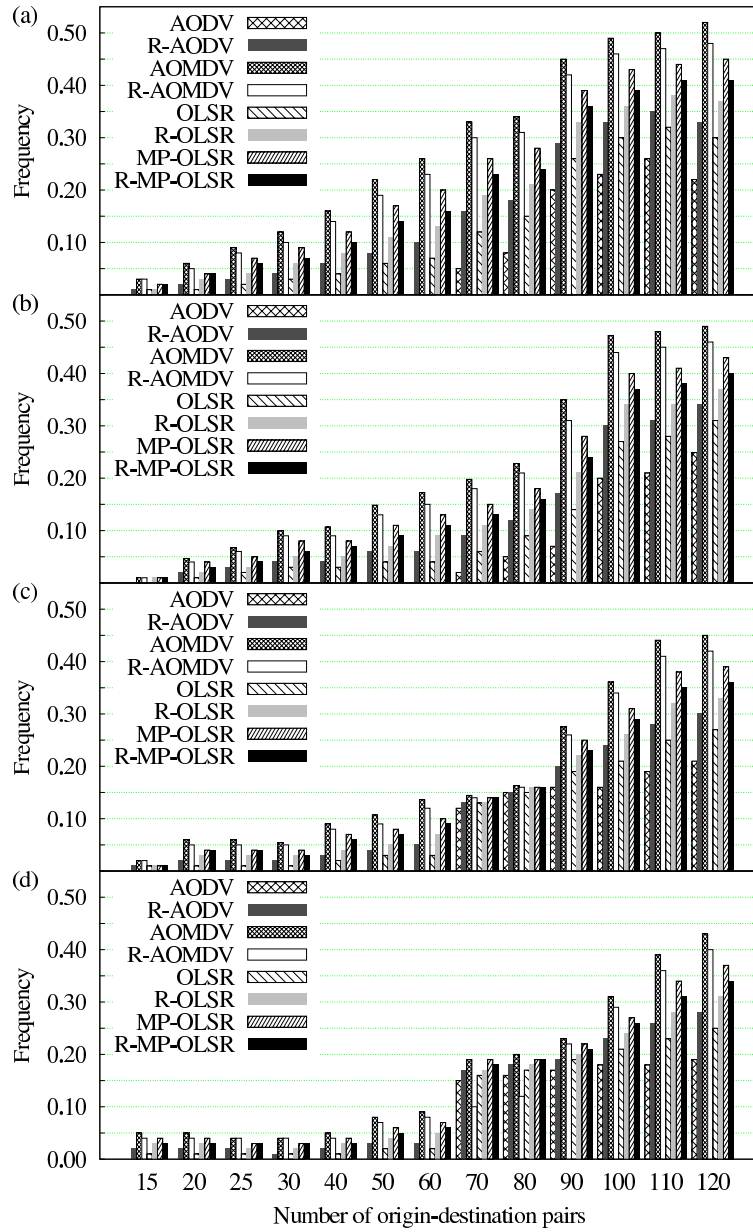 (a)
AODV
R-AODV
AOMDV
R-AOMDV
OLSR
R-OLSR
MP-OLSR
R-MP-OLSR
Frequency
0.50
0.40
0.30
0.20
0.10
(b)
AODV
R-AODV
AOMDV
R-AOMDV
OLSR
R-OLSR
MP-OLSR
R-MP-OLSR
Frequency
0.50
0.40
0.30
0.20
0.10
(c)
AODV
R-AODV
AOMDV
R-AOMDV
OLSR
R-OLSR
MP-OLSR
R-MP-OLSR
Frequency
0.50
0.40
0.30
0.20
0.10
(d)
AODV
R-AODV
AOMDV
R-AOMDV
OLSR
R-OLSR
MP-OLSR
R-MP-OLSR
Frequency
0.50
0.40
0.30
0.20
0.10
0.00
15 20 25 30 40 50 60 70 80 90 100 110 120
Number of origin-destination pairs